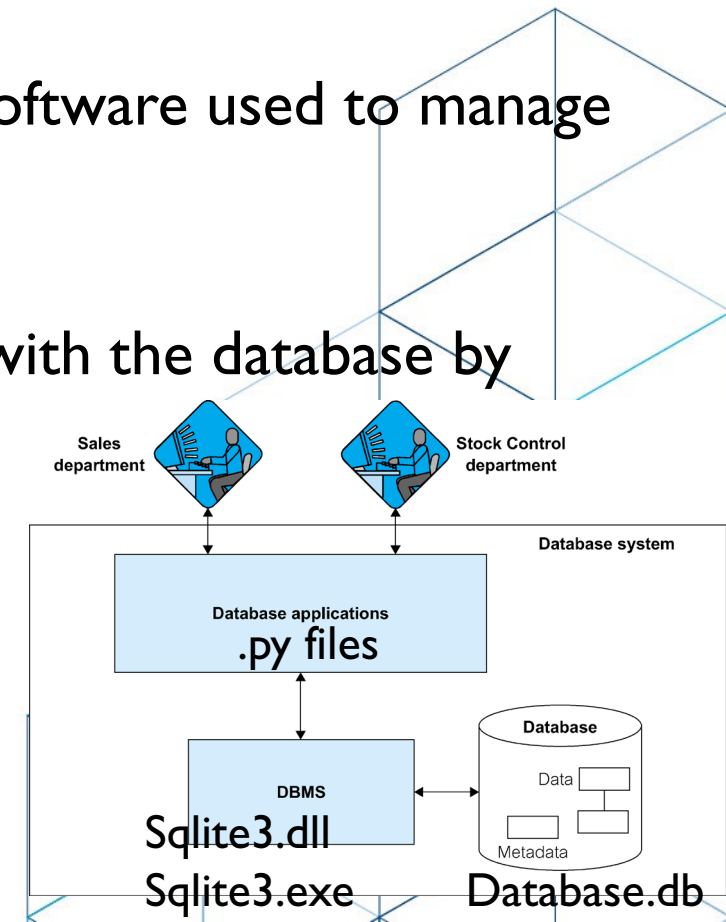 oftware used to manage
with the database by
Sales
department
Stock Control
department
Database system
Database applications
.py files
Database
Data
DBMS
Metadata
Sqlite3.dll
Sqlite3.exe
Database.db